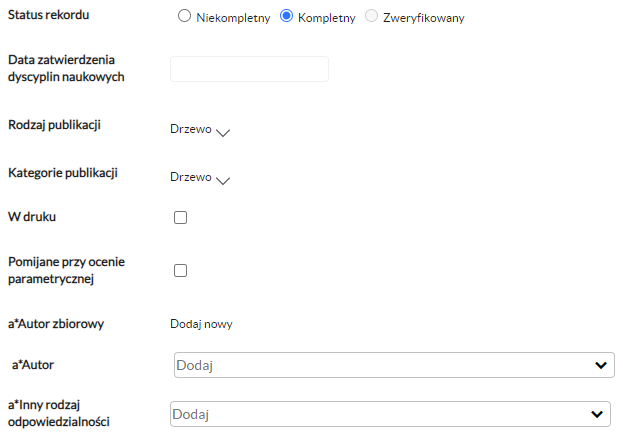 Status rekordu
Niekompletny Kompletny Zweryfikowany
Data zatwierdzenia
dyscyplin naukowych
Rodzaj publikacji
Drzewo
Kategorie publikacji
Drzewo
W druku
Pomijane przy ocenie
parametrycznej
a*Autor zbiorowy
Dodaj nowy
a*Autor
Dodaj
a*Inny rodzaj
odpowiedzialności
Dodaj